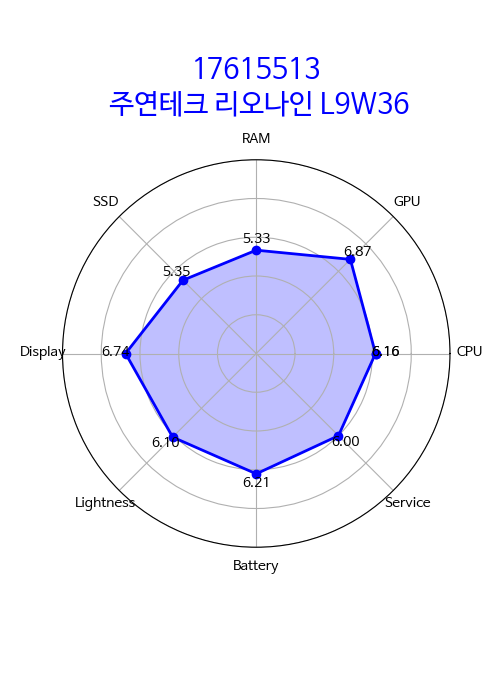 17615513
주연테크 리오나인 L9W36
RAM
SSD
GPU
5.33
6.87
5.35
Display
6.74
6.16
CPU
6.10
6.00
6.21
Lightness
Service
Battery